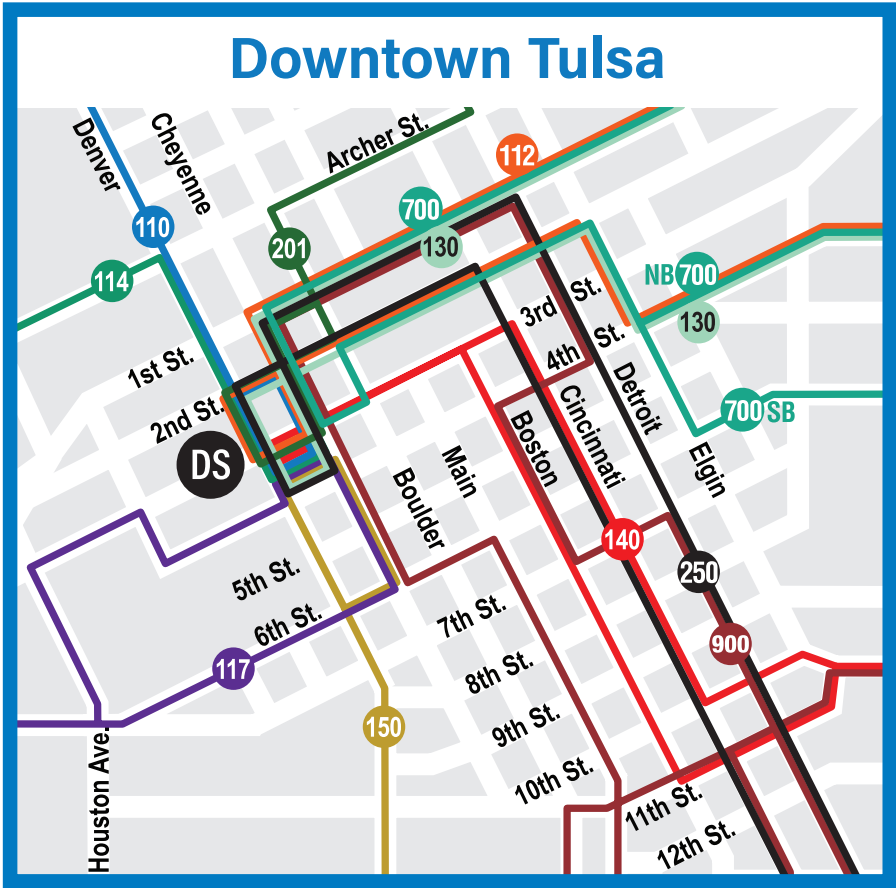 Downtown Tulsa
Denver
Cheyenne
Archer St.
112
700
130
110
201
114
NB 700
130
3rd St.
4th St.
1st St.
2nd St.
DS
700 SB
Detroit
Cincinnati
Boston
Elgin
Main
Boulder
140
250
5th St.
6th St.
7th St.
900
117
8th St.
150
9th St.
10th St.
11th St.
12th St.
Houston Ave.